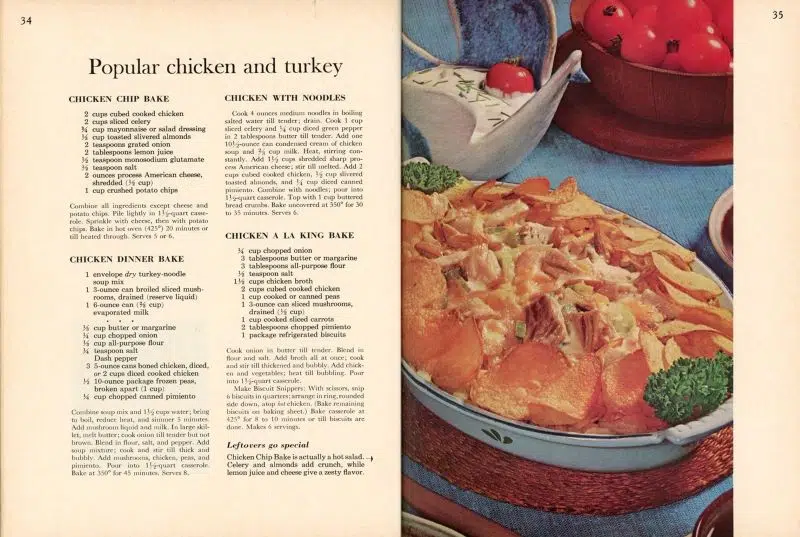 34
Popular chicken and turkey
CHICKEN CHIP BAKE
2 cups cubed cooked chicken
2 cups sliced celery
¾ cup mayonnaise or salad dressing
⅓ cup toasted slivered almonds
2 teaspoons grated onion
2 tablespoons lemon juice
½ teaspoon monosodium glutamate
½ teaspoon salt
2 ounces process American cheese,
shredded (½ cup)
1 cup crushed potato chips
Combine all ingredients except cheese and
potato chips. Pile lightly in 1½-quart casse-
role. Sprinkle with cheese, then with potato
chips. Bake in hot oven (425°) 20 minutes or
till heated through. Serves 5 or 6.
CHICKEN DINNER BAKE
1 envelope dry turkey-noodle
soup mix
1 3-ounce can broiled sliced mush-
rooms, drained (reserve liquid)
1 6-ounce can (⅔ cup)
evaporated milk
• • •
⅓ cup butter or margarine
¼ cup chopped onion
⅓ cup all-purpose flour
¼ teaspoon salt
Dash pepper
3 5-ounce cans boned chicken, diced,
or 2 cups diced cooked chicken
½ 10-ounce package frozen peas,
broken apart (1 cup)
¼ cup chopped canned pimiento
Combine soup mix and 1½ cups water; bring
to boil, reduce heat, and simmer 5 minutes.
Add mushroom liquid and milk. In large skil-
let, melt butter; cook onion till tender but not
brown. Blend in flour, salt, and pepper. Add
soup mixture; cook and stir till thick and
bubbly. Add mushrooms, chicken, peas, and
pimiento. Pour into 1½-quart casserole.
Bake at 350° for 45 minutes. Serves 8.
CHICKEN WITH NOODLES
Cook 4 ounces medium noodles in boiling
salted water till tender; drain. Cook 1 cup
sliced celery and ¼ cup diced green pepper
in 2 tablespoons butter till tender. Add one
10½-ounce can condensed cream of chicken
soup and ⅔ cup milk. Heat, stirring con-
stantly. Add 1½ cups shredded sharp pro-
cess American cheese; stir till melted. Add 2
cups cubed cooked chicken, ½ cup slivered
toasted almonds, and ¼ cup diced canned
pimiento. Combine with noodles; pour into
1½-quart casserole. Top with 1 cup buttered
bread crumbs. Bake uncovered at 350° for 30
to 35 minutes. Serves 6.
CHICKEN A LA KING BAKE
¾ cup chopped onion
3 tablespoons butter or margarine
3 tablespoons all-purpose flour
½ teaspoon salt
1½ cups chicken broth
2 cups cubed cooked chicken
1 cup cooked or canned peas
1 3-ounce can sliced mushrooms,
drained (½ cup)
1 cup cooked sliced carrots
2 tablespoons chopped pimiento
1 package refrigerated biscuits
Cook onion in butter till tender. Blend in
flour and salt. Add broth all at once; cook
and stir till thickened and bubbly. Add chick-
en and vegetables; heat till bubbling. Pour
into 1½-quart casserole.
Make Biscuit Snippers: With scissors, snip
6 biscuits in quarters; arrange in ring, rounded
side down, atop hot chicken. (Bake remaining
biscuits on baking sheet.) Bake casserole at
425° for 8 to 10 minutes or till biscuits are
done. Makes 6 servings.
Leftovers go special
Chicken Chip Bake is actually a hot salad. →
Celery and almonds add crunch, while
lemon juice and cheese give a zesty flavor.
35